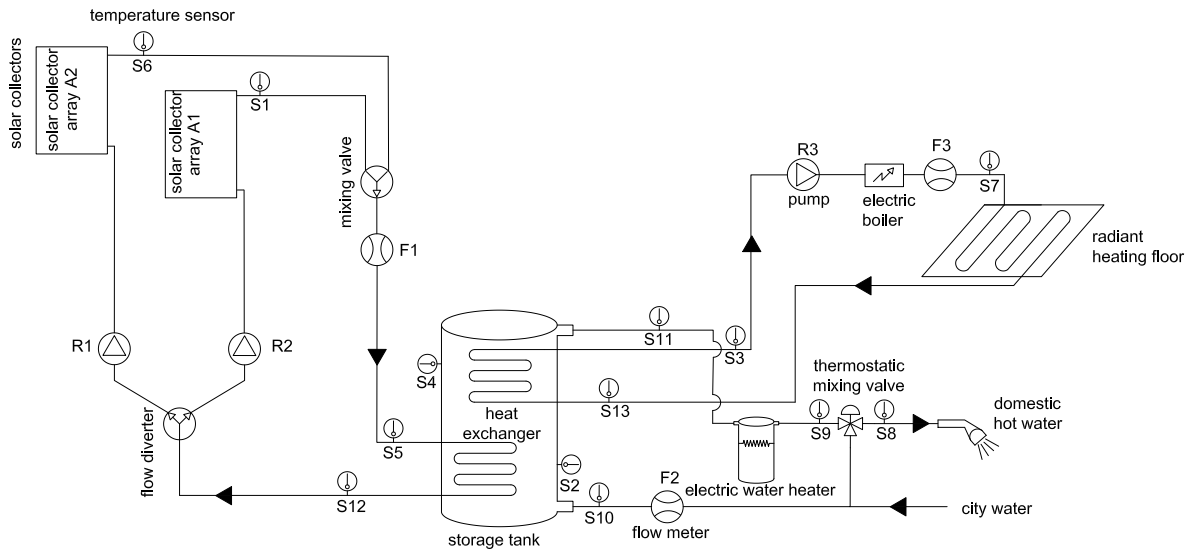 temperature sensor
solar collectors
solar collector
array A2
S6
solar collector
array A1
S1
mixing valve
F1
R1
R2
flow diverter
S12
S5
S4
heat
exchanger
storage tank
S2
S10
F2
flow meter
S11
S3
S13
R3
pump
electric
boiler
F3
S7
radiant
heating floor
thermostatic
mixing valve
S9
S8
domestic
hot water
electric water heater
city water